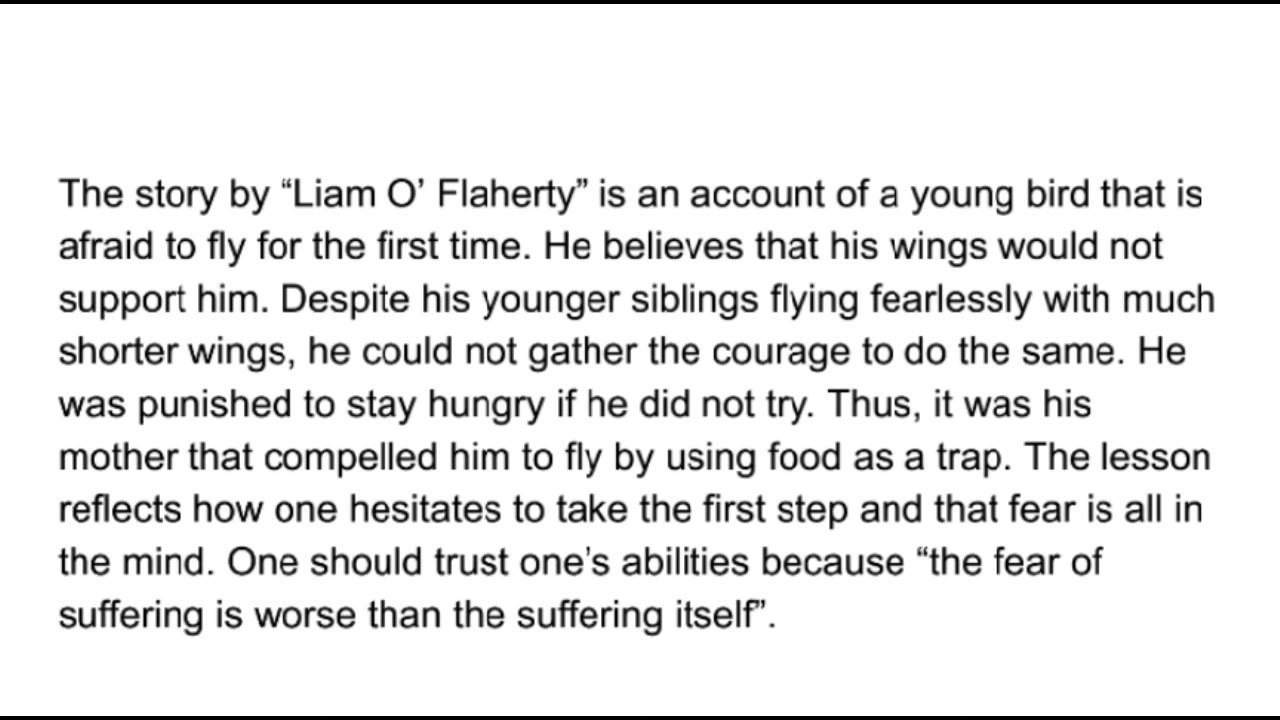 The story by “Liam O’ Flaherty” is an account of a young bird that is
afraid to fly for the first time. He believes that his wings would not
support him. Despite his younger siblings flying fearlessly with much
shorter wings, he could not gather the courage to do the same. He
was punished to stay hungry if he did not try. Thus, it was his
mother that compelled him to fly by using food as a trap. The lesson
reflects how one hesitates to take the first step and that fear is all in
the mind. One should trust one’s abilities because “the fear of
suffering is worse than the suffering itself”.